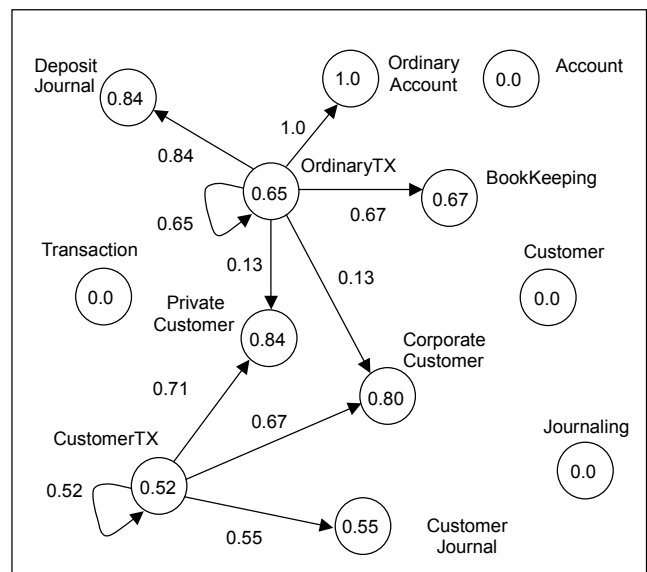 Deposit
Journal
0.84
Ordinary
Account
1.0
Account
0.0
0.84
1.0
OrdinaryTX
0.65
0.65
0.67
BookKeeping
0.67
Transaction
0.0
0.13
0.13
Customer
0.0
Private
Customer
0.84
Corporate
Customer
0.80
0.71
0.67
CustomerTX
0.52
0.52
0.55
0.55
Customer
Journal
Journaling
0.0